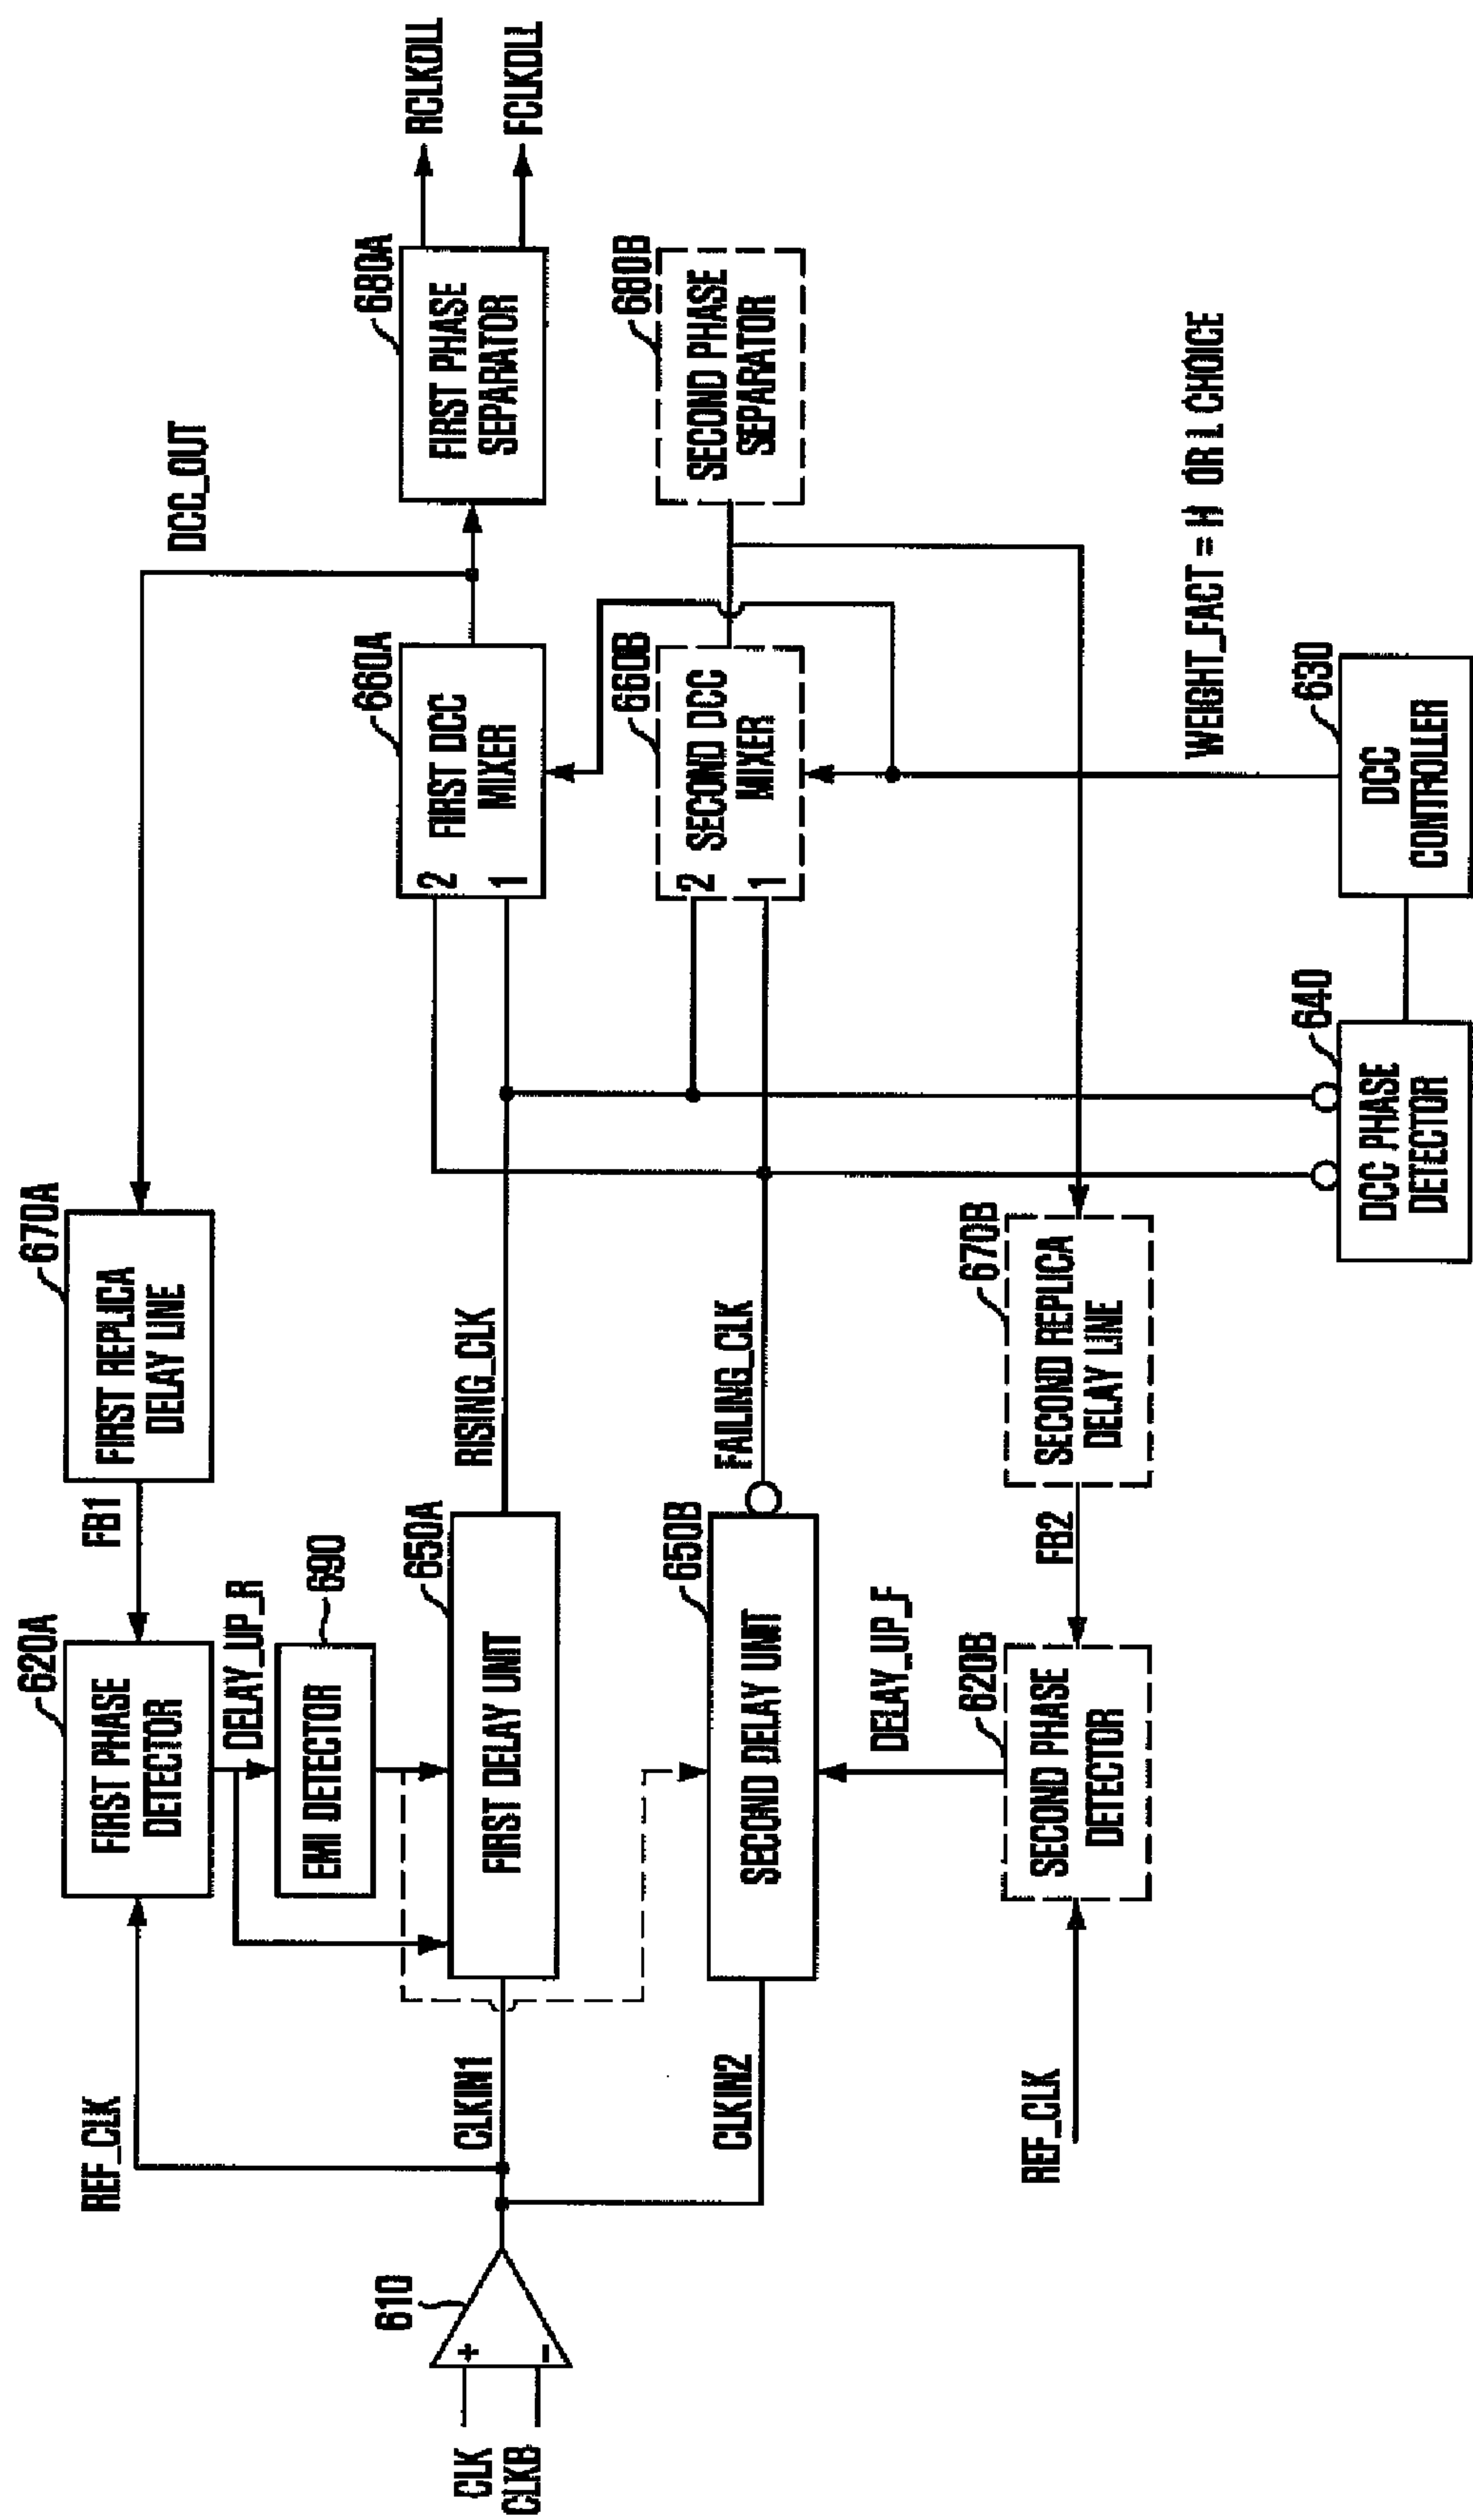 REF_CLK
620A
FIRST PHASE
DETECTOR
FB1
670A
FIRST REPLICA
DELAY LINE
DCC_OUT
DELAY_UP_R
690
EMI DETECTOR
610
CLK
CLKB
+
-
CLKIN1
650A
FIRST DELAY UNIT
RISING_CLK
660A
2
1
FIRST DCC
MIXER
680A
FIRST PHASE
SEPARATOR
RCLKDLL
FCLKDLL
CLKIN2
650B
SECOND DELAY UNIT
FAILING_CLK
660B
2
1
SECOND DCC
MIXER
680B
SECOND PHASE
SEPARATOR
DELAY_UP_F
REF_CLK
620B
SECOND PHASE
DETECTOR
FB2
670B
SECOND REPLICA
DELAY LINE
WEIGHT_FACT = H OR L CHOICE
640
DCC PHASE
DETECTOR
630
DCC
CONTROLLER